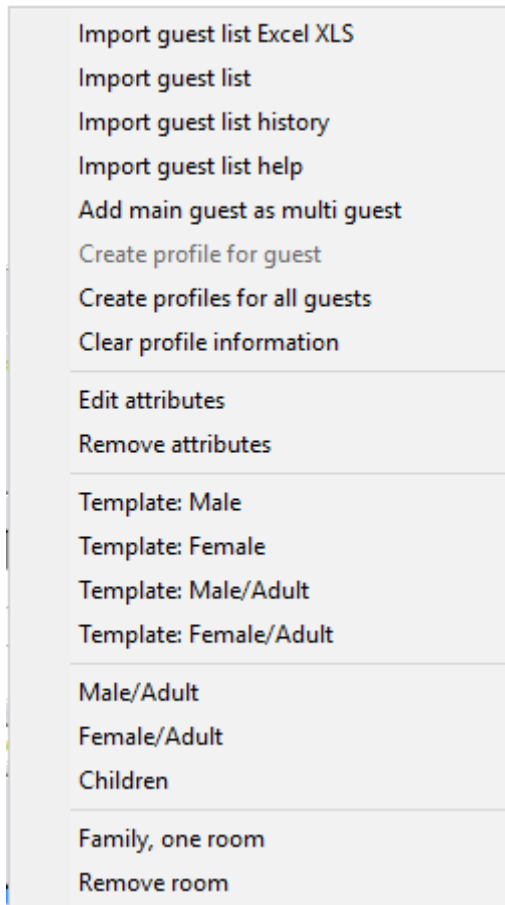 Import guest list Excel XLS
Import guest list
Import guest list history
Import guest list help
Add main guest as multi guest
Create profile for guest
Create profiles for all guests
Clear profile information
Edit attributes
Remove attributes
Template: Male
Template: Female
Template: Male/Adult
Template: Female/Adult
Male/Adult
Female/Adult
Children
Family, one room
Remove room